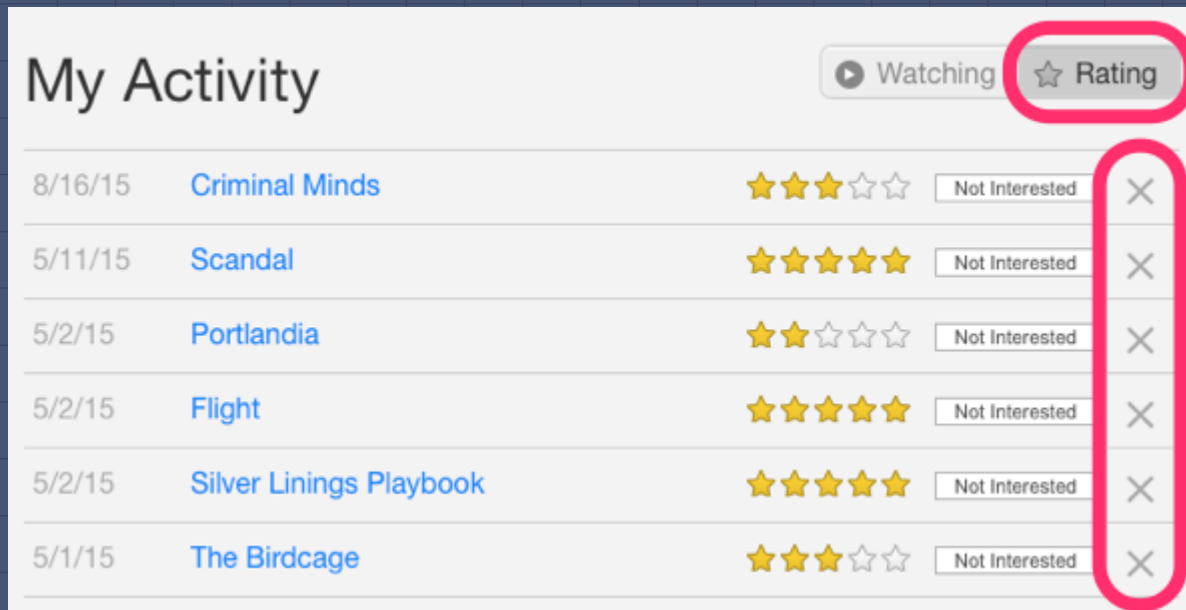 My Activity
Watching
Rating
8/16/15 Criminal Minds Not Interested
5/11/15 Scandal Not Interested
5/2/15 Portlandia Not Interested
5/2/15 Flight Not Interested
5/2/15 Silver Linings Playbook Not Interested
5/1/15 The Birdcage Not Interested